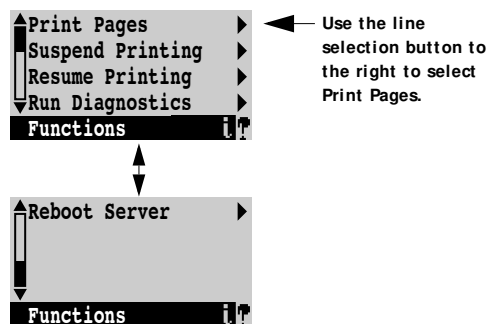 Print Pages
Suspend Printing
Resume Printing
Run Diagnostics
Functions
Use the line
selection button to
the right to select
Print Pages.
Reboot Server
Functions